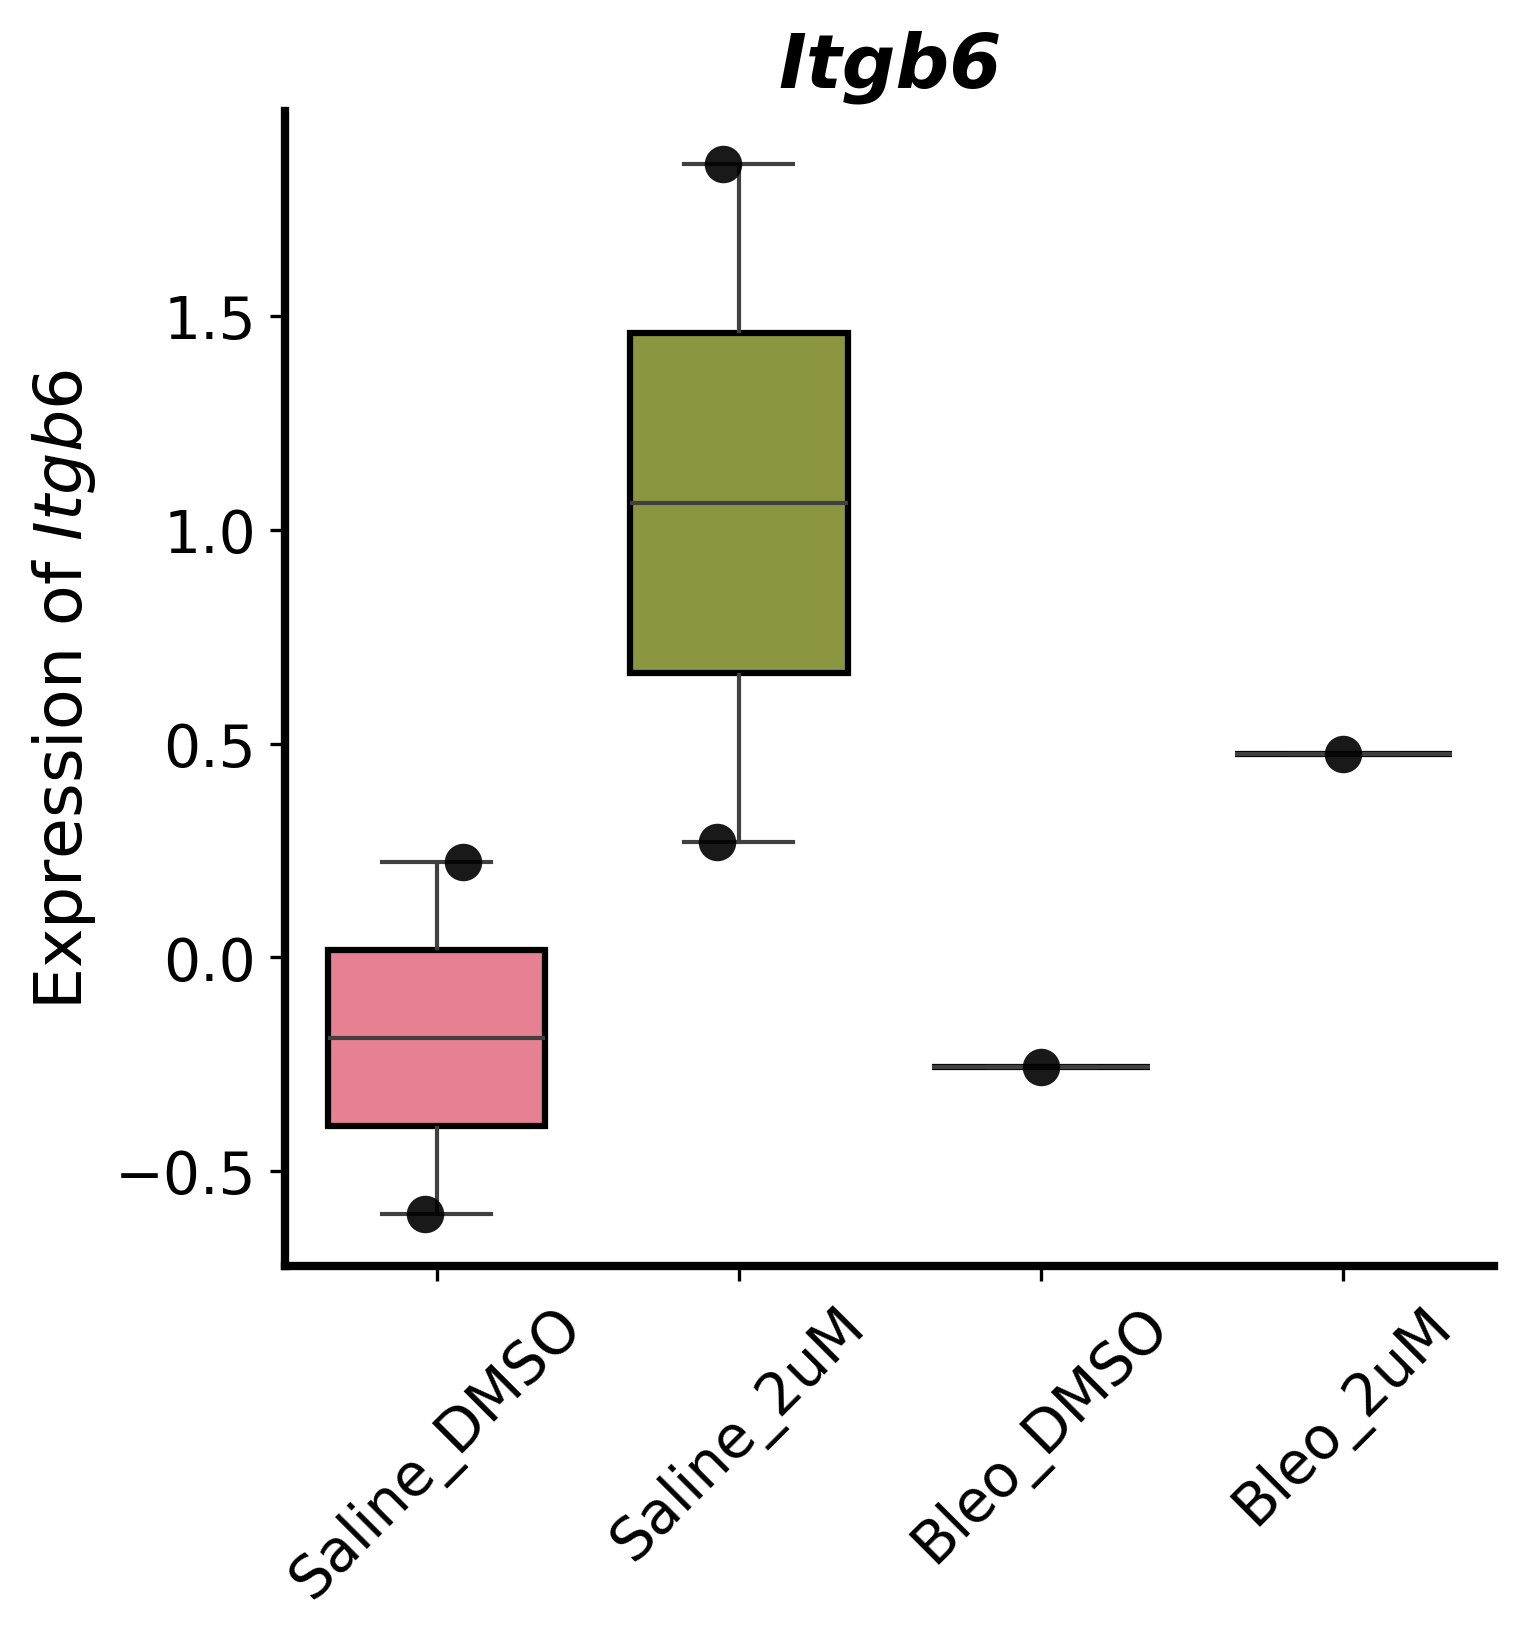 Itgb6
Expression of Itgb6
1.5
1.0
0.5
0.0
−0.5
Saline_DMSO
Saline_2uM
Bleo_DMSO
Bleo_2uM